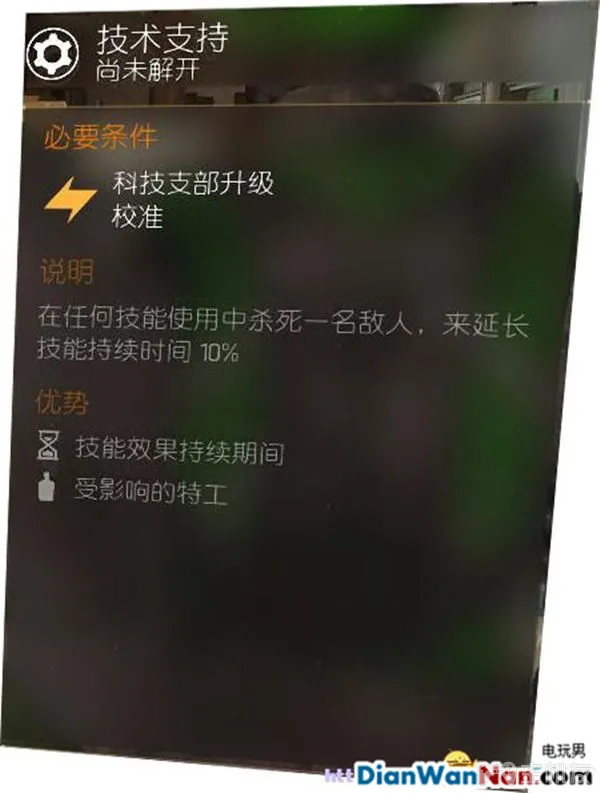 技术支持
尚未解开
必要条件
科技支部升级
校准
说明
在任何技能使用中杀死一名敌人，来延长
技能持续时间 10%
优势
技能效果持续期间
受影响的特工
电玩男
DianWanNan.com